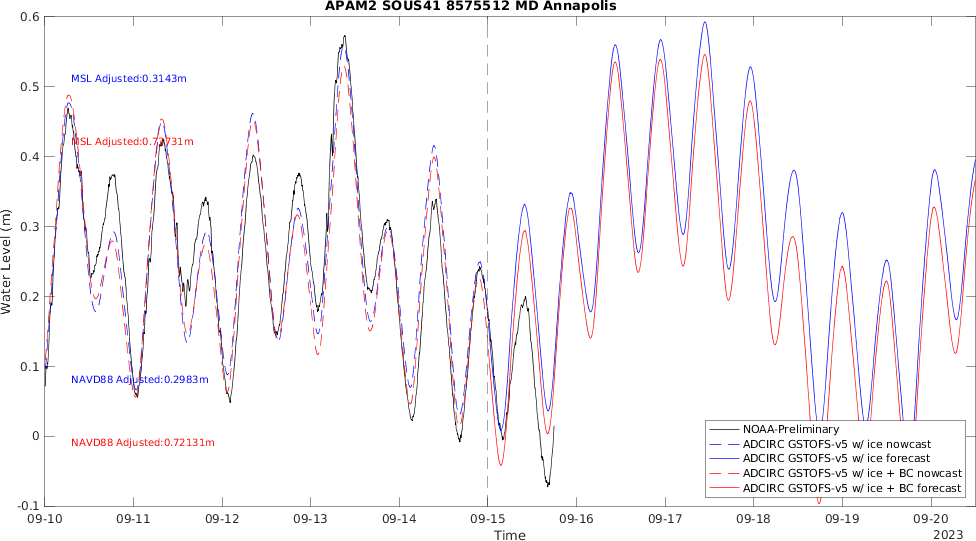 APAM2 SOUS41 8575512 MD Annapolis
0.6
0.5
0.4
0.3
0.2
0.1
0
-0.1
Water Level (m)
MSL Adjusted:0.3143m
NAVD88 Adjusted:0.2983m
NAVD88 Adjusted:0.72131m
NOAA-Preliminary
ADCIRC GSTOFS-v5 w/ ice nowcast
ADCIRC GSTOFS-v5 w/ ice forecast
ADCIRC GSTOFS-v5 w/ ice + BC nowcast
ADCIRC GSTOFS-v5 w/ ice + BC forecast
MSL Adjusted:
09-10 09-11 09-12 09-13 09-14 09-15 09-16 09-17 09-18 09-19 09-20
Time
2023